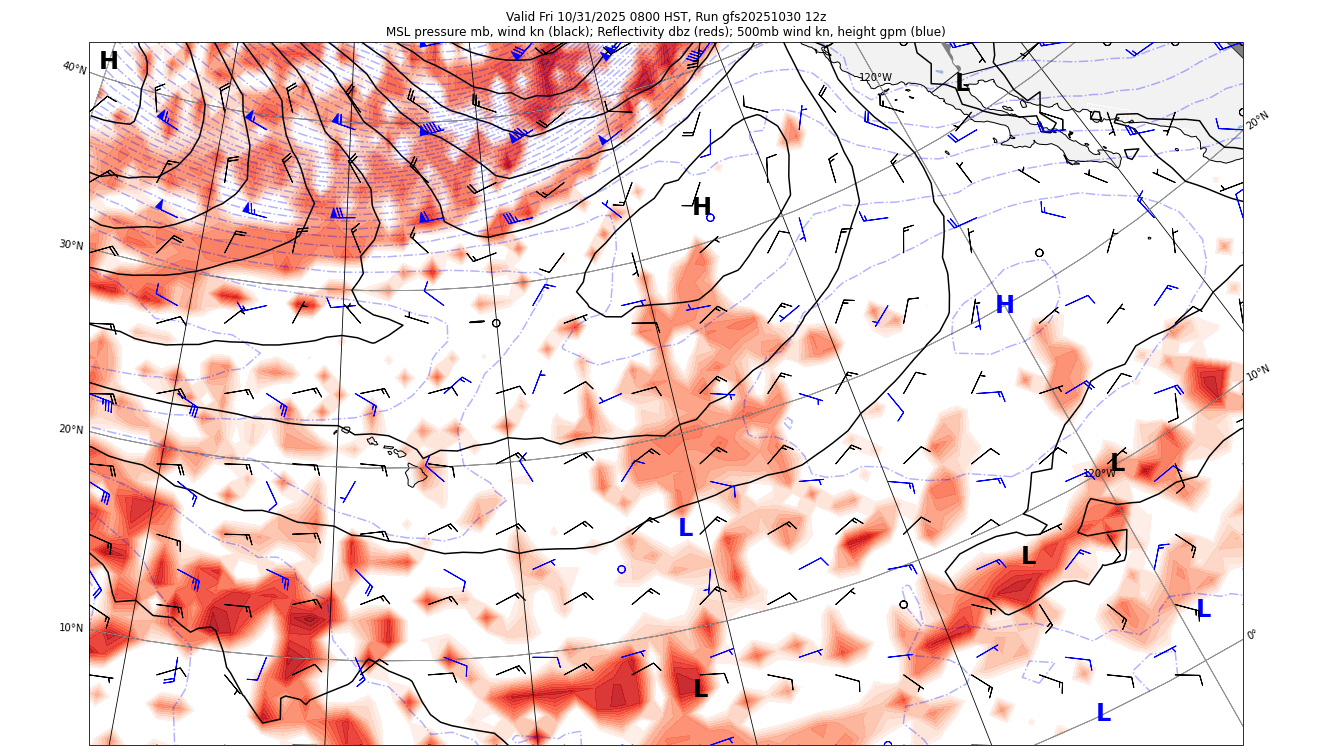 Valid Fri 10/31/2025 0800 HST, Run gfs20251030 12z
MSL pressure mb, wind kn (black); Reflectivity dbz (reds); 500mb wind kn, height gpm (blue)
H
40°N
120°W
L
20°N
H
30°N
H
10°N
20°N
L
120°W
L
L
10°N
L
0°
L
L